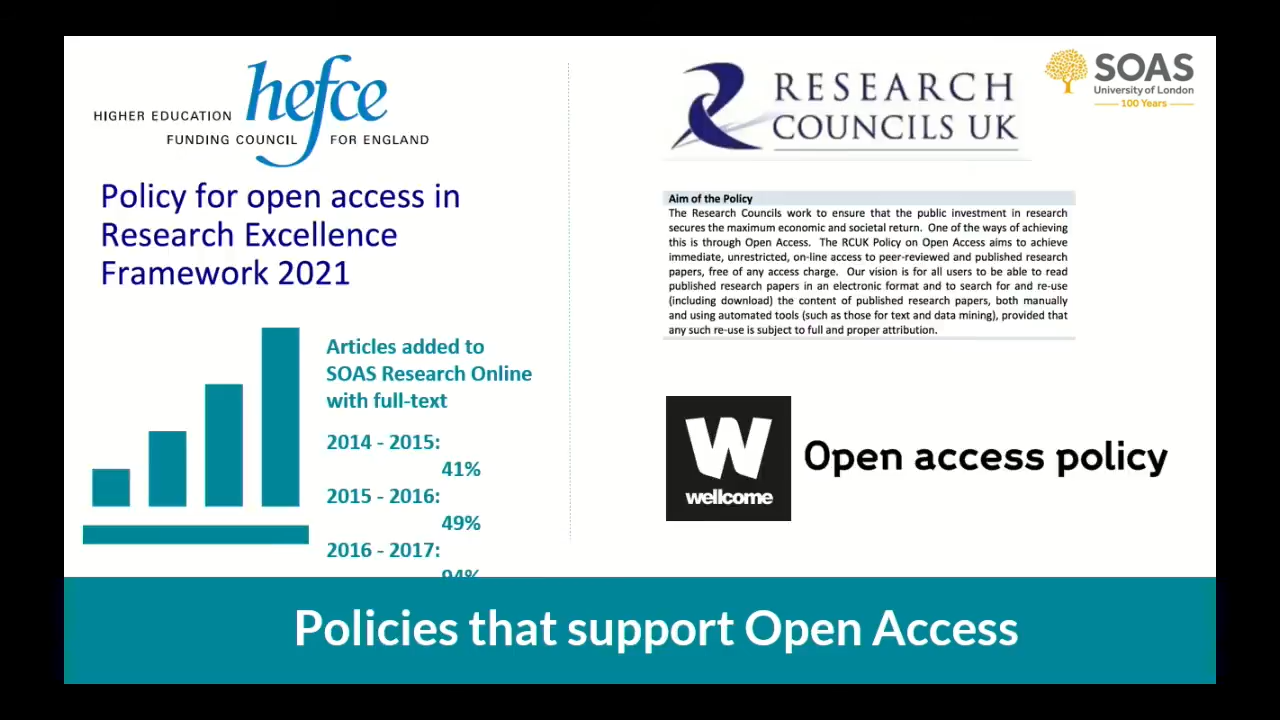 hefce
HIGHER EDUCATION
FUNDING COUNCIL FOR ENGLAND
Policy for open access in
Research Excellence
Framework 2021
Articles added to
SOAS Research Online
with full-text
2014 - 2015:
41%
2015 - 2016:
49%
2016 - 2017:
94%
RESEARCH
COUNCILS UK
SOAS
University of London
100 Years
Aim of the Policy
The Research Councils work to ensure that the public investment in research
secures the maximum economic and societal return. One of the ways of achieving
this is through Open Access. The RCUK Policy on Open Access aims to achieve
immediate, unrestricted, on-line access to peer-reviewed and published research
papers, free of any access charge. Our vision is for all users to be able to read
published research papers in an electronic format and to search for and re-use
(including download) the content of published research papers, both manually
and using automated tools (such as those for text and data mining), provided that
any such re-use is subject to full and proper attribution.
W
wellcome
Open access policy
Policies that support Open Access